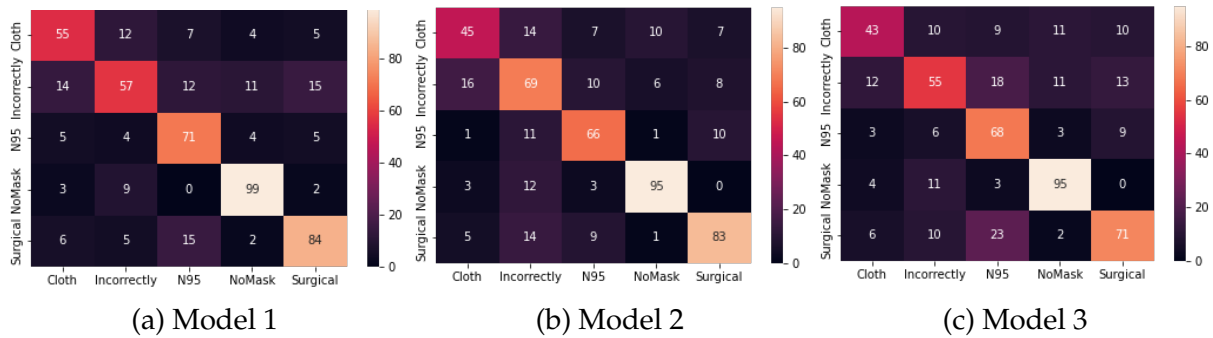 Cloth 55 12 7 4 5
Incorrectly 14 57 12 11 15
N95 5 4 71 4 5
NoMask 3 9 0 99 2
Surgical 6 5 15 2 84
Cloth Incorrectly N95 NoMask Surgical
80
60
40
20
0
(a) Model 1
Cloth 45 14 7 10 7
Incorrectly 16 69 10 6 8
N95 1 11 66 1 10
NoMask 3 12 3 95 0
Surgical 5 14 9 1 83
Cloth Incorrectly N95 NoMask Surgical
80
60
40
20
0
(b) Model 2
Cloth 43 10 9 11 10
Incorrectly 12 55 18 11 13
N95 3 6 68 3 9
NoMask 4 11 3 95 0
Surgical 6 10 23 2 71
Cloth Incorrectly N95 NoMask Surgical
80
60
40
20
0
(c) Model 3